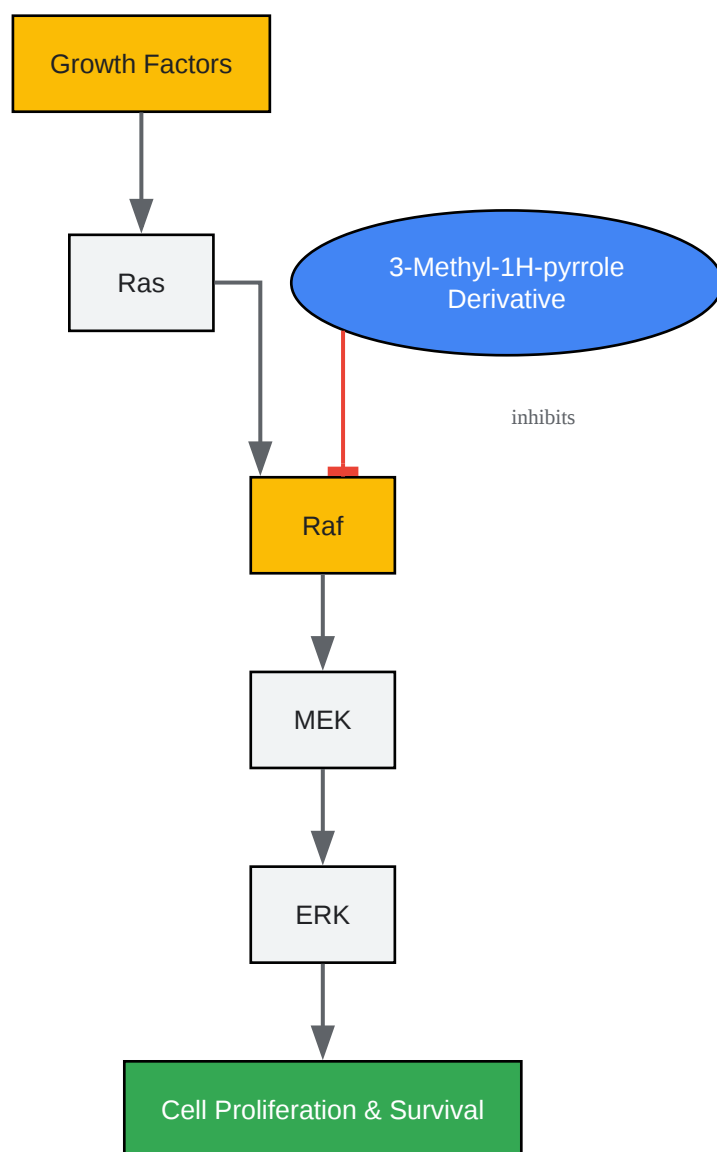 Growth Factors
Ras
3-Methyl-1H-pyrrole
Derivative
inhibits
Raf
MEK
ERK
Cell Proliferation & Survival